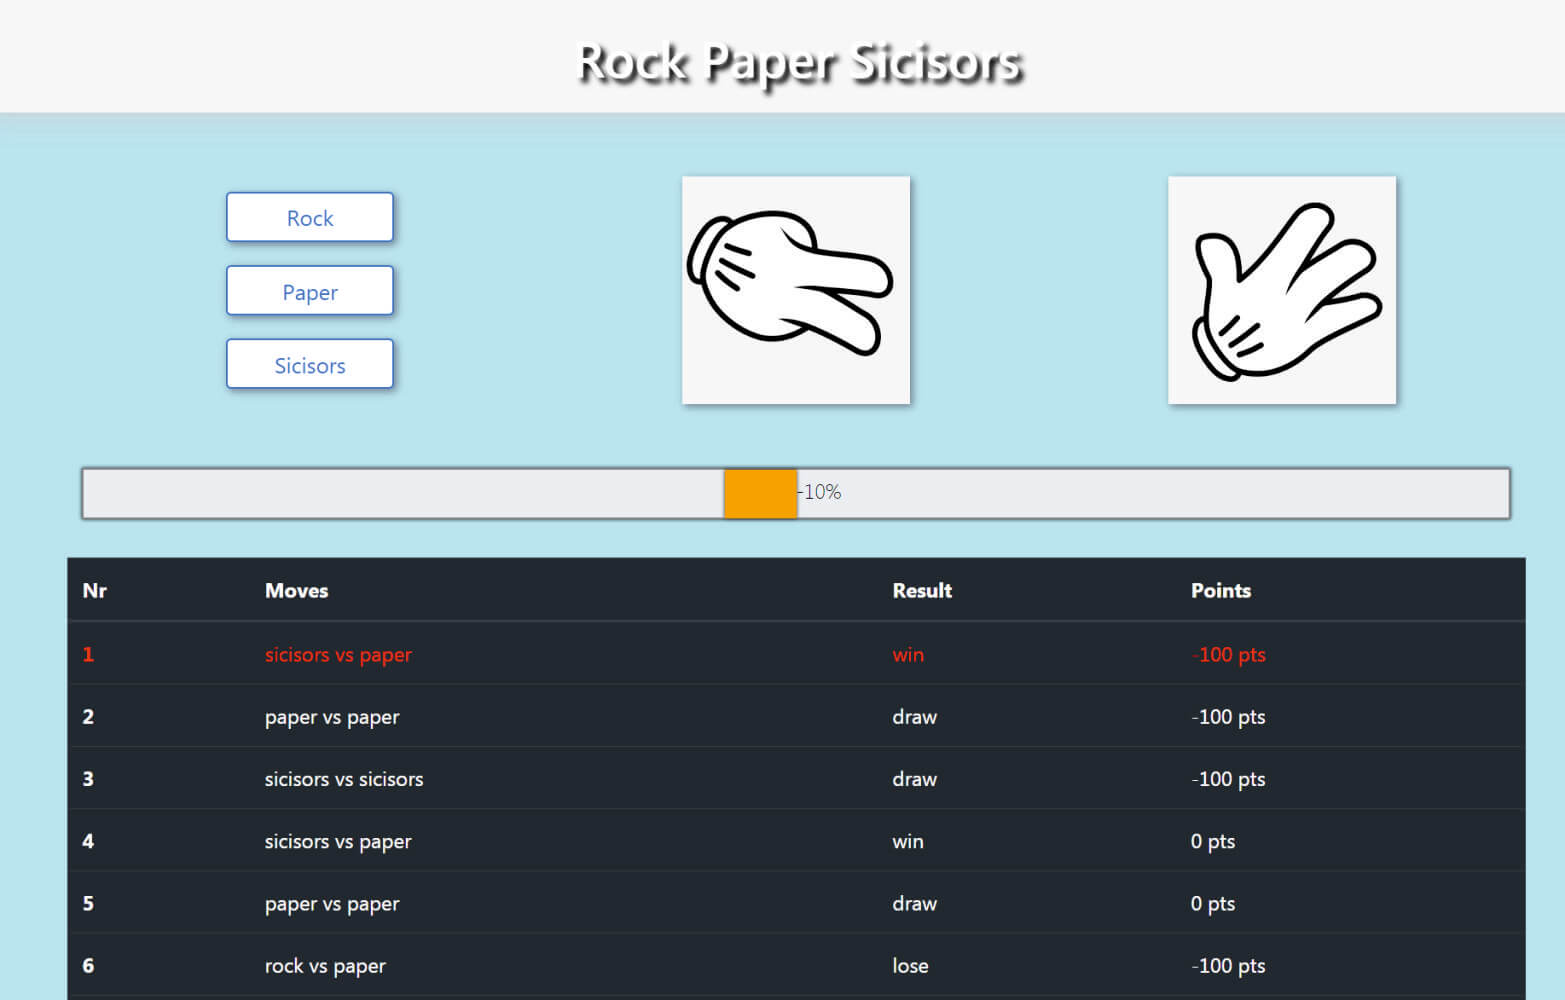 Rock Paper Sicisors
Rock
Paper
Sicisors
-10%
Nr Moves Result Points
1 sicisors vs paper win -100 pts
2 paper vs paper draw -100 pts
3 sicisors vs sicisors draw -100 pts
4 sicisors vs paper win 0 pts
5 paper vs paper draw 0 pts
6 rock vs paper lose -100 pts